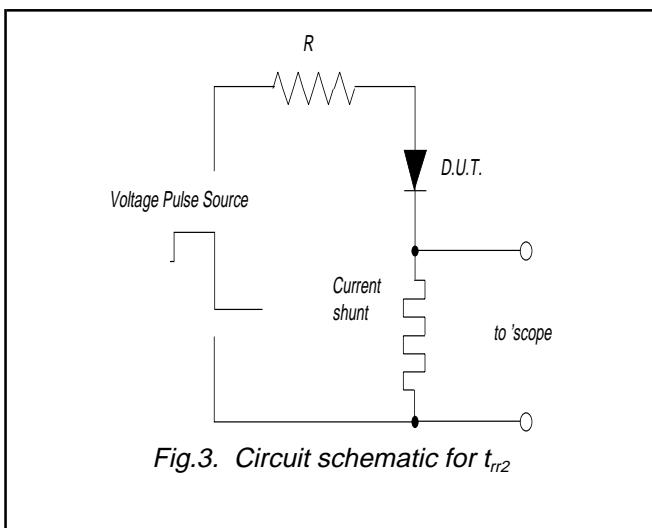 R
D.U.T.
Voltage Pulse Source
Current
shunt
to 'scope
Fig.3. Circuit schematic for trr2